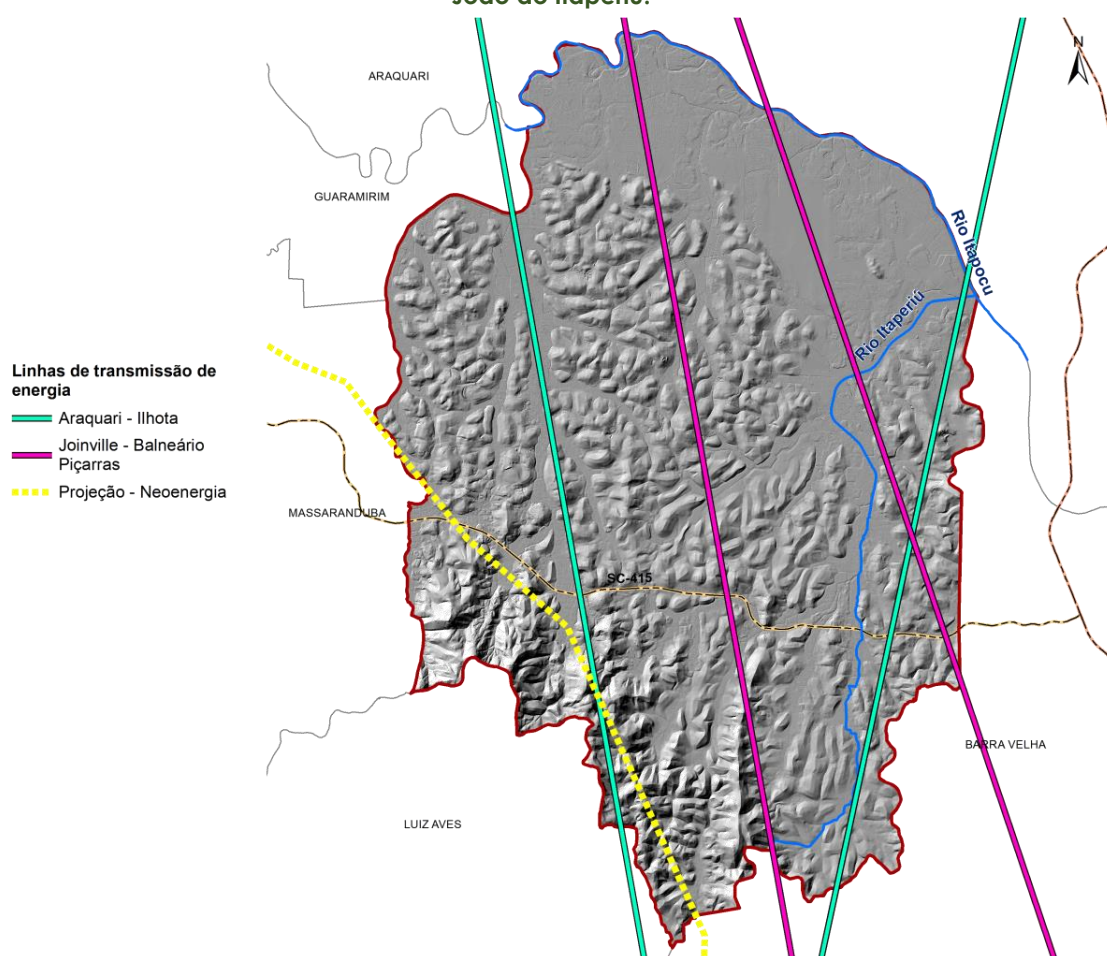 João do Itaperiú.
N
ARAQUARI
GUARAMIRIM
Rio Itapocu
Rio Itaperiú
Linhas de transmissão de
energia
Araquari - Ilhota
Joinville - Balneário
Piçarras
Projeção - Neoenergia
MASSARANDUBA
SC-415
BARRA VELHA
LUIZ AVES